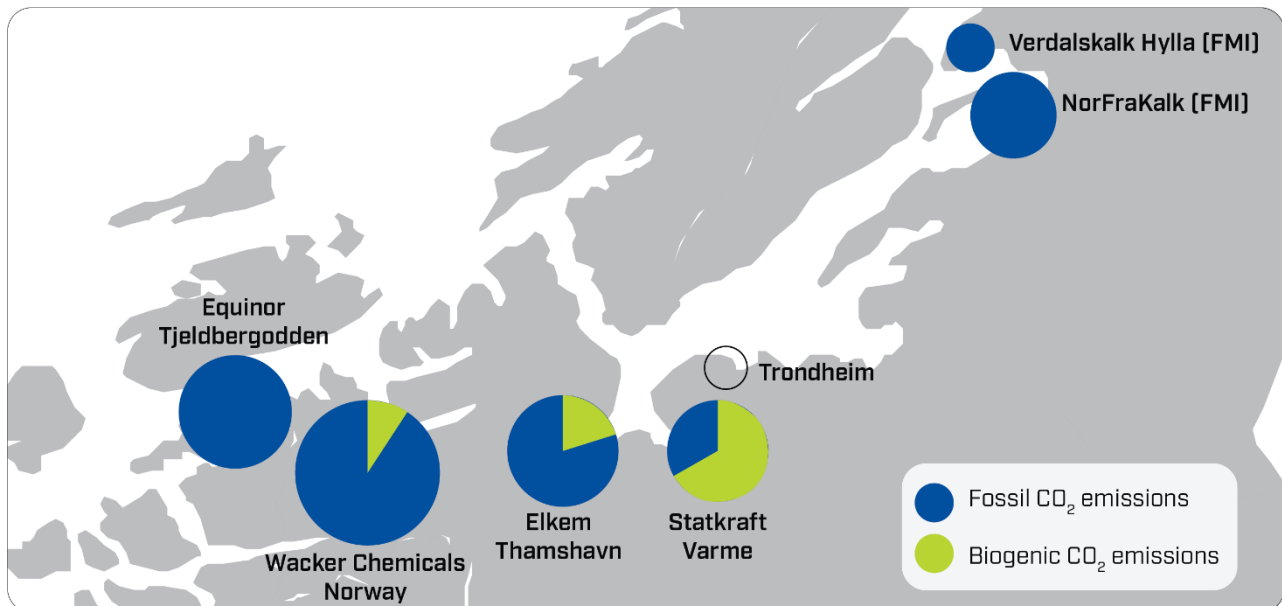 Verdalskalk Hylla (FMI)
NorFraKalk (FMI)
Equinor
Tjeldbergodden
Trondheim
Wacker Chemicals
Norway
Elkem
Thamshavn
Statkraft
Varme
Fossil CO₂ emissions
Biogenic CO₂ emissions